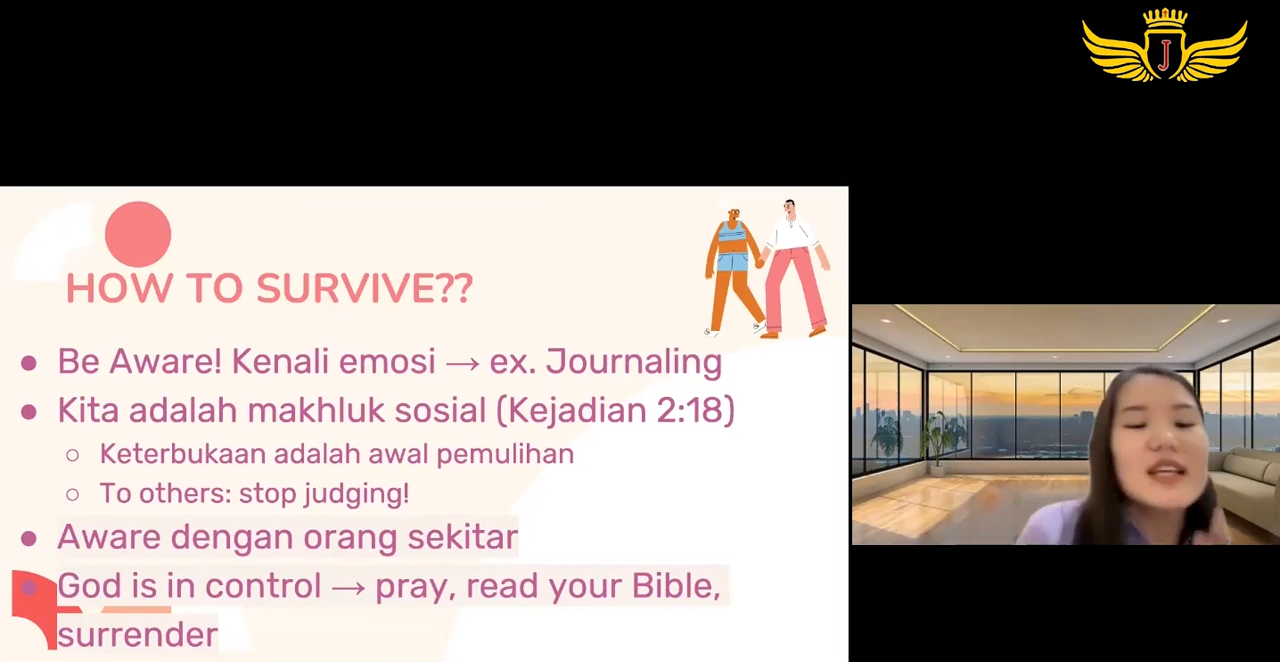 J
HOW TO SURVIVE??
Be Aware! Kenali emosi → ex. Journaling
Kita adalah makhluk sosial (Kejadian 2:18)
Keterbukaan adalah awal pemulihan
To others: stop judging!
Aware dengan orang sekitar
God is in control → pray, read your Bible,
surrender